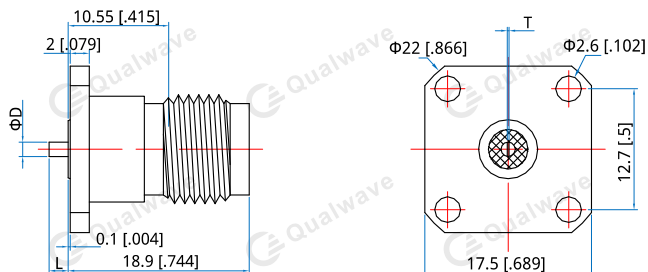 10.55 [.415]
2 [.079]
ΦD
0.1 [.004]
L
18.9 [.744]
T
Φ22 [.866]
Φ2.6 [.102]
12.7 [.5]
17.5 [.689]
Qualwave
Qualwave
Qualwave
Qualwave